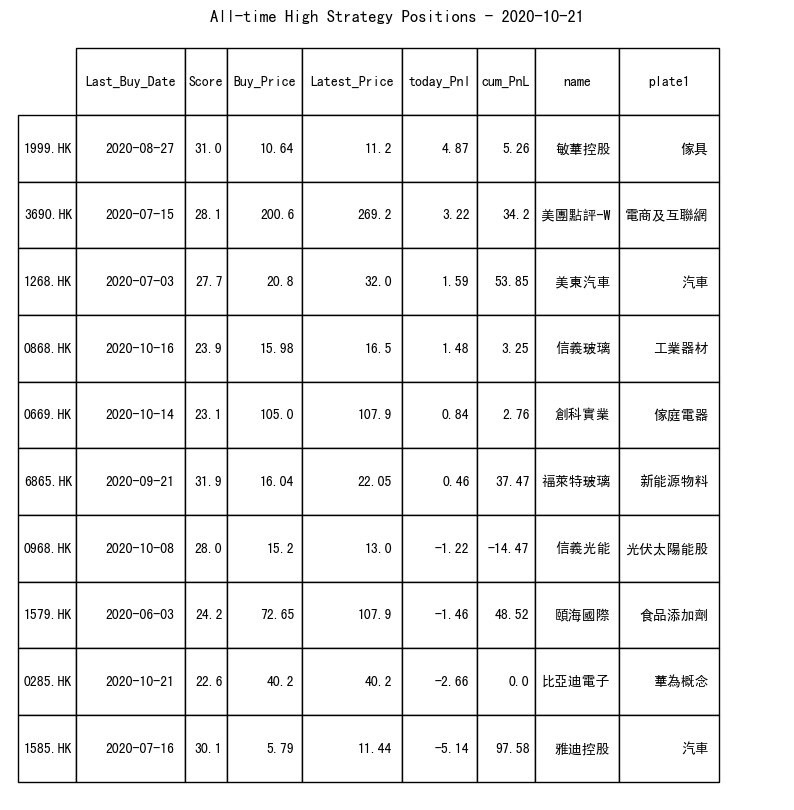 All-time High Strategy Positions - 2020-10-21
Last_Buy_Date Score Buy_Price Latest_Price today_Pnl cum_PnL name plate1
1999.HK 2020-08-27 31.0 10.64 11.2 4.87 5.26 敏華控股 傢具
3690.HK 2020-07-15 28.1 200.6 269.2 3.22 34.2 美團點評-W 電商及互聯網
1268.HK 2020-07-03 27.7 20.8 32.0 1.59 53.85 美東汽車 汽車
0868.HK 2020-10-16 23.9 15.98 16.5 1.48 3.25 信義玻璃 工業器材
0669.HK 2020-10-14 23.1 105.0 107.9 0.84 2.76 創科實業 傢庭電器
6865.HK 2020-09-21 31.9 16.04 22.05 0.46 37.47 福萊特玻璃 新能源物料
0968.HK 2020-10-08 28.0 15.2 13.0 -1.22 -14.47 信義光能 光伏太陽能股
1579.HK 2020-06-03 24.2 72.65 107.9 -1.46 48.52 頤海國際 食品添加劑
0285.HK 2020-10-21 22.6 40.2 40.2 -2.66 0.0 比亞迪電子 華為概念
1585.HK 2020-07-16 30.1 5.79 11.44 -5.14 97.58 雅迪控股 汽車